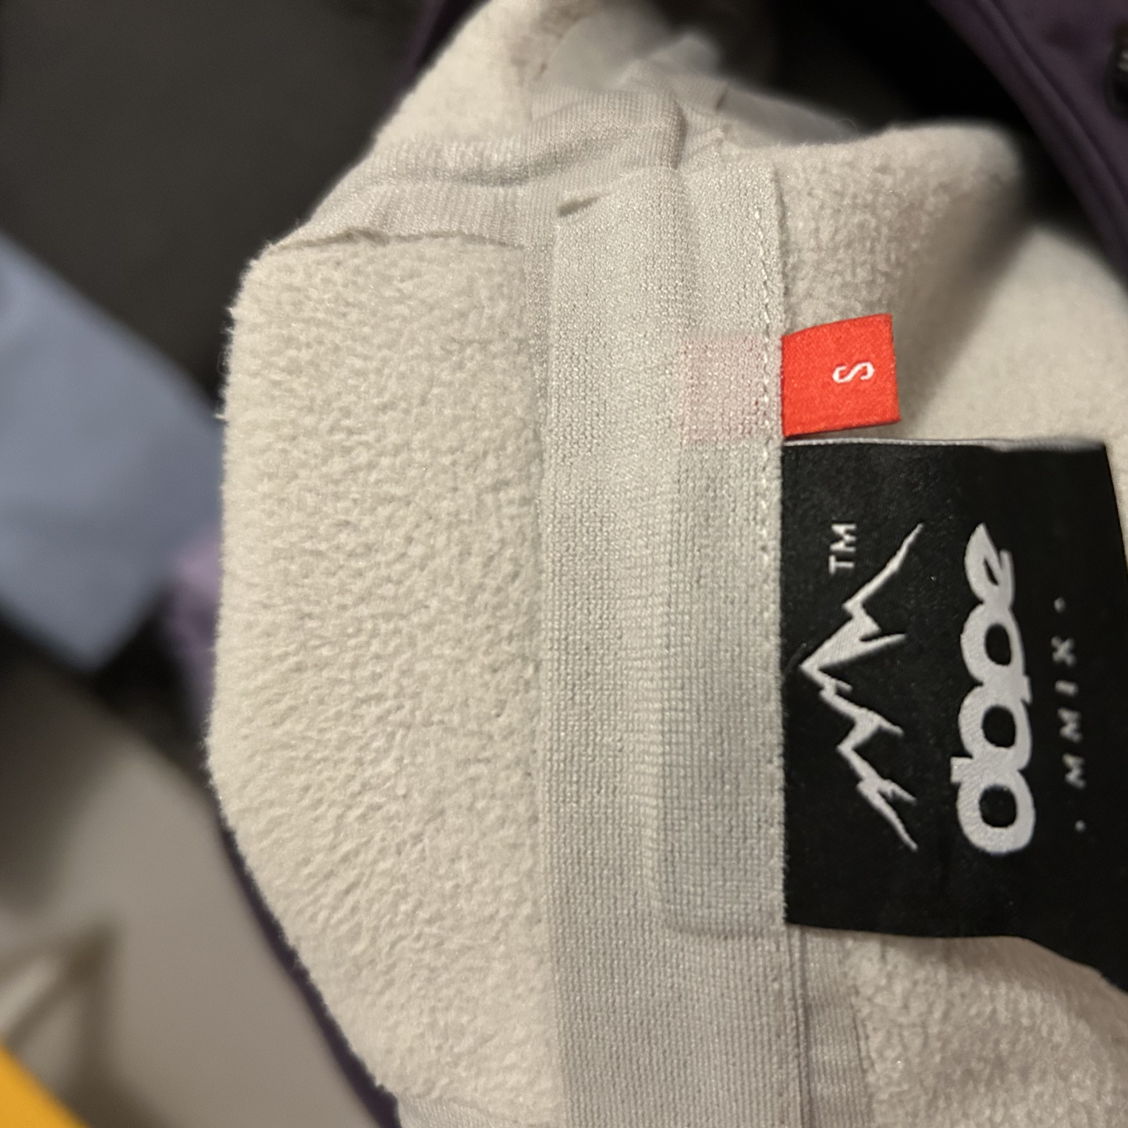 S
TM
dope
· MMIX ·